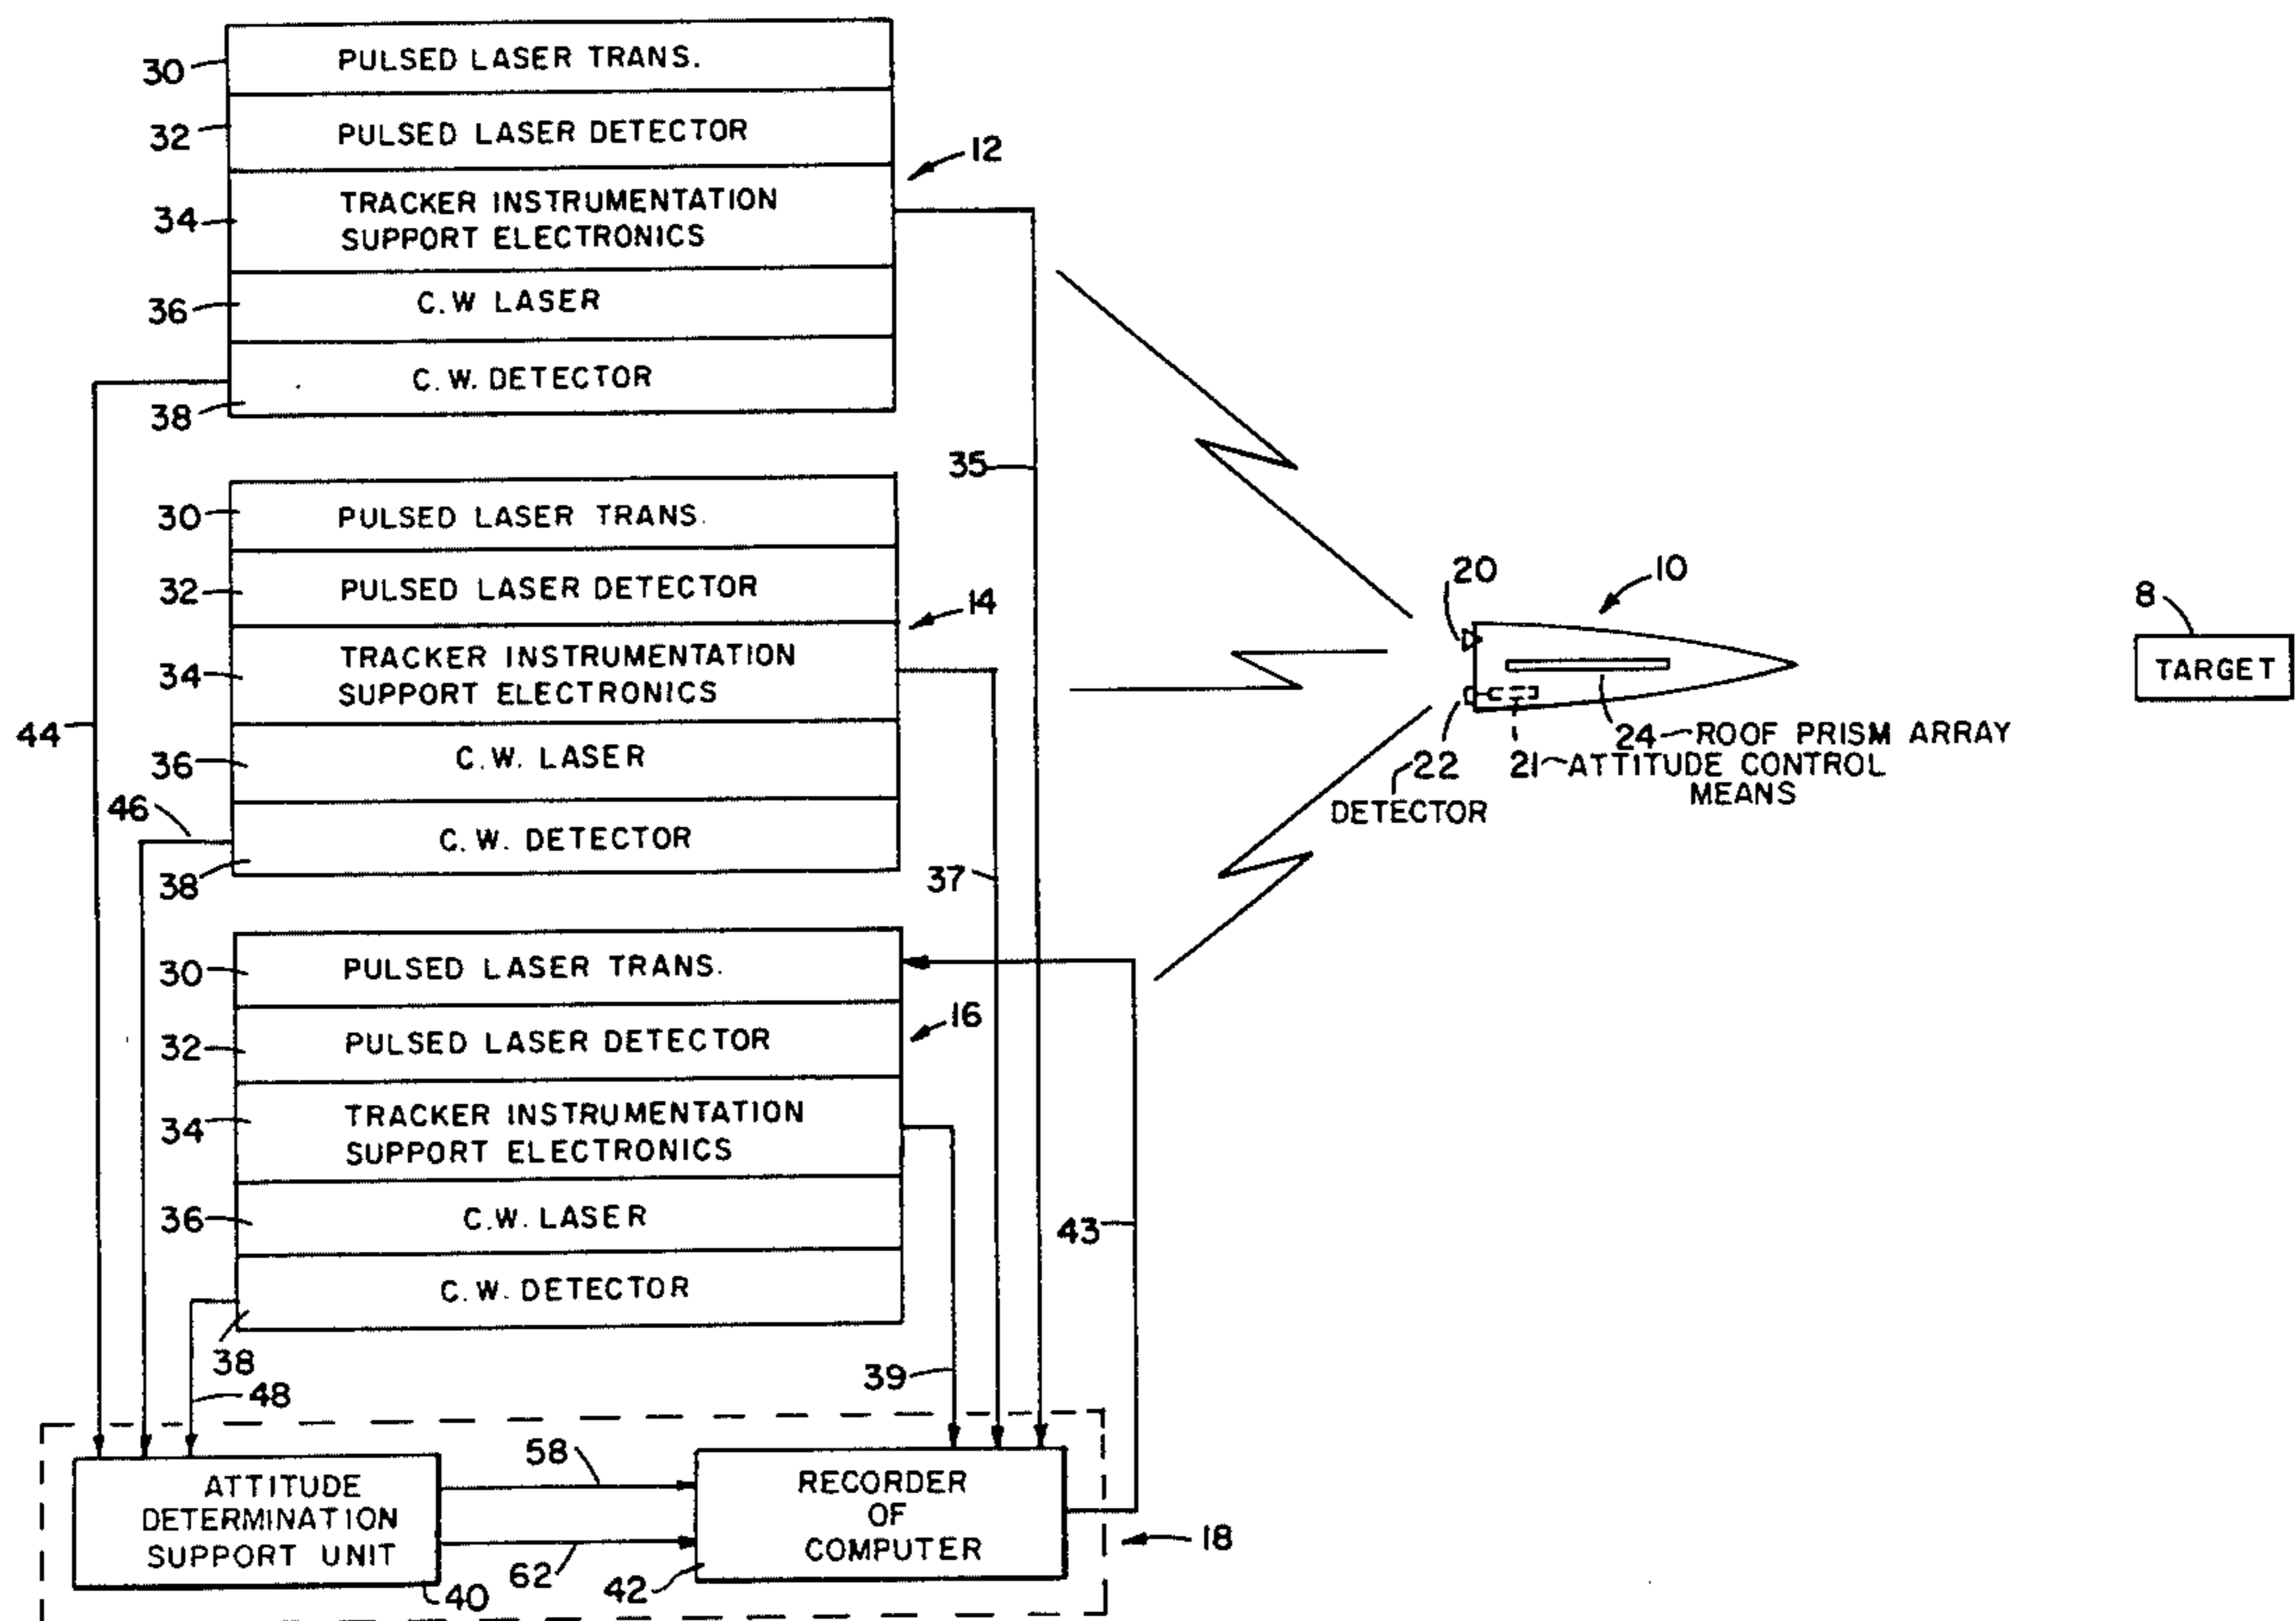 30
PULSED LASER TRANS.
32
PULSED LASER DETECTOR
12
34
TRACKER INSTRUMENTATION
SUPPORT ELECTRONICS
36
C.W LASER
C.W. DETECTOR
38
35
30
PULSED LASER TRANS.
32
PULSED LASER DETECTOR
14
34
TRACKER INSTRUMENTATION
SUPPORT ELECTRONICS
44
36
C.W. LASER
46
C.W. DETECTOR
38
37
20
10
8
TARGET
24 ROOF PRISM ARRAY
22
DETECTOR
21 ATTITUDE CONTROL
MEANS
30
PULSED LASER TRANS.
16
32
PULSED LASER DETECTOR
34
TRACKER INSTRUMENTATION
SUPPORT ELECTRONICS
36
C.W. LASER
43
C.W. DETECTOR
38
39
48
ATTITUDE
DETERMINATION
SUPPORT UNIT
40
58
62
RECORDER
OF
COMPUTER
42
18